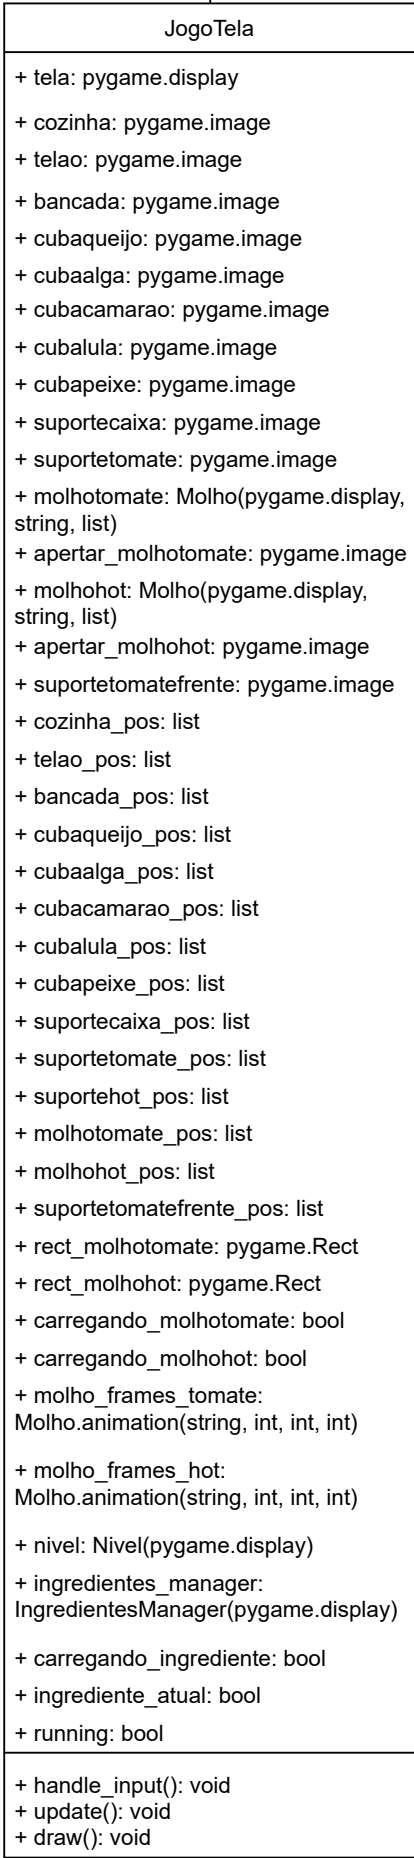 JogoTela
+ tela: pygame.display
+ cozinha: pygame.image
+ telao: pygame.image
+ bancada: pygame.image
+ cubaqueijo: pygame.image
+ cubaalga: pygame.image
+ cubacamarao: pygame.image
+ cubalula: pygame.image
+ cubapeixe: pygame.image
+ suportecaixa: pygame.image
+ suportetomate: pygame.image
+ molhotomate: Molho(pygame.display,
string, list)
+ apertar_molhotomate: pygame.image
+ molhohot: Molho(pygame.display,
string, list)
+ apertar_molhohot: pygame.image
+ suportetomatefrente: pygame.image
+ cozinha_pos: list
+ telao_pos: list
+ bancada_pos: list
+ cubaqueijo_pos: list
+ cubaalga_pos: list
+ cubacamarao_pos: list
+ cubalula_pos: list
+ cubapeixe_pos: list
+ suportecaixa_pos: list
+ suportetomate_pos: list
+ suportehot_pos: list
+ molhotomate_pos: list
+ molhohot_pos: list
+ suportetomatefrente_pos: list
+ rect_molhotomate: pygame.Rect
+ rect_molhohot: pygame.Rect
+ carregando_molhotomate: bool
+ carregando_molhohot: bool
+ molho_frames_tomate:
Molho.animation(string, int, int, int)
+ molho_frames_hot:
Molho.animation(string, int, int, int)
+ nivel: Nivel(pygame.display)
+ ingredientes_manager:
IngredientesManager(pygame.display)
+ carregando_ingrediente: bool
+ ingrediente_atual: bool
+ running: bool
+ handle_input(): void
+ update(): void
+ draw(): void